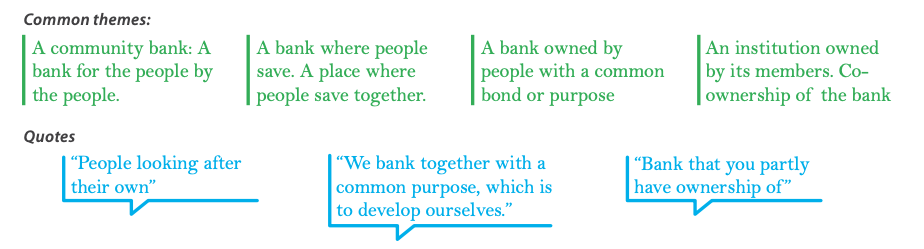 Common themes:
A community bank: A
bank for the people by
the people.
A bank where people
save. A place where
people save together.
A bank owned by
people with a common
bond or purpose
An institution owned
by its members. Co-
ownership of the bank
Quotes
“People looking after
their own”
“We bank together with a
common purpose, which is
to develop ourselves.”
“Bank that you partly
have ownership of”